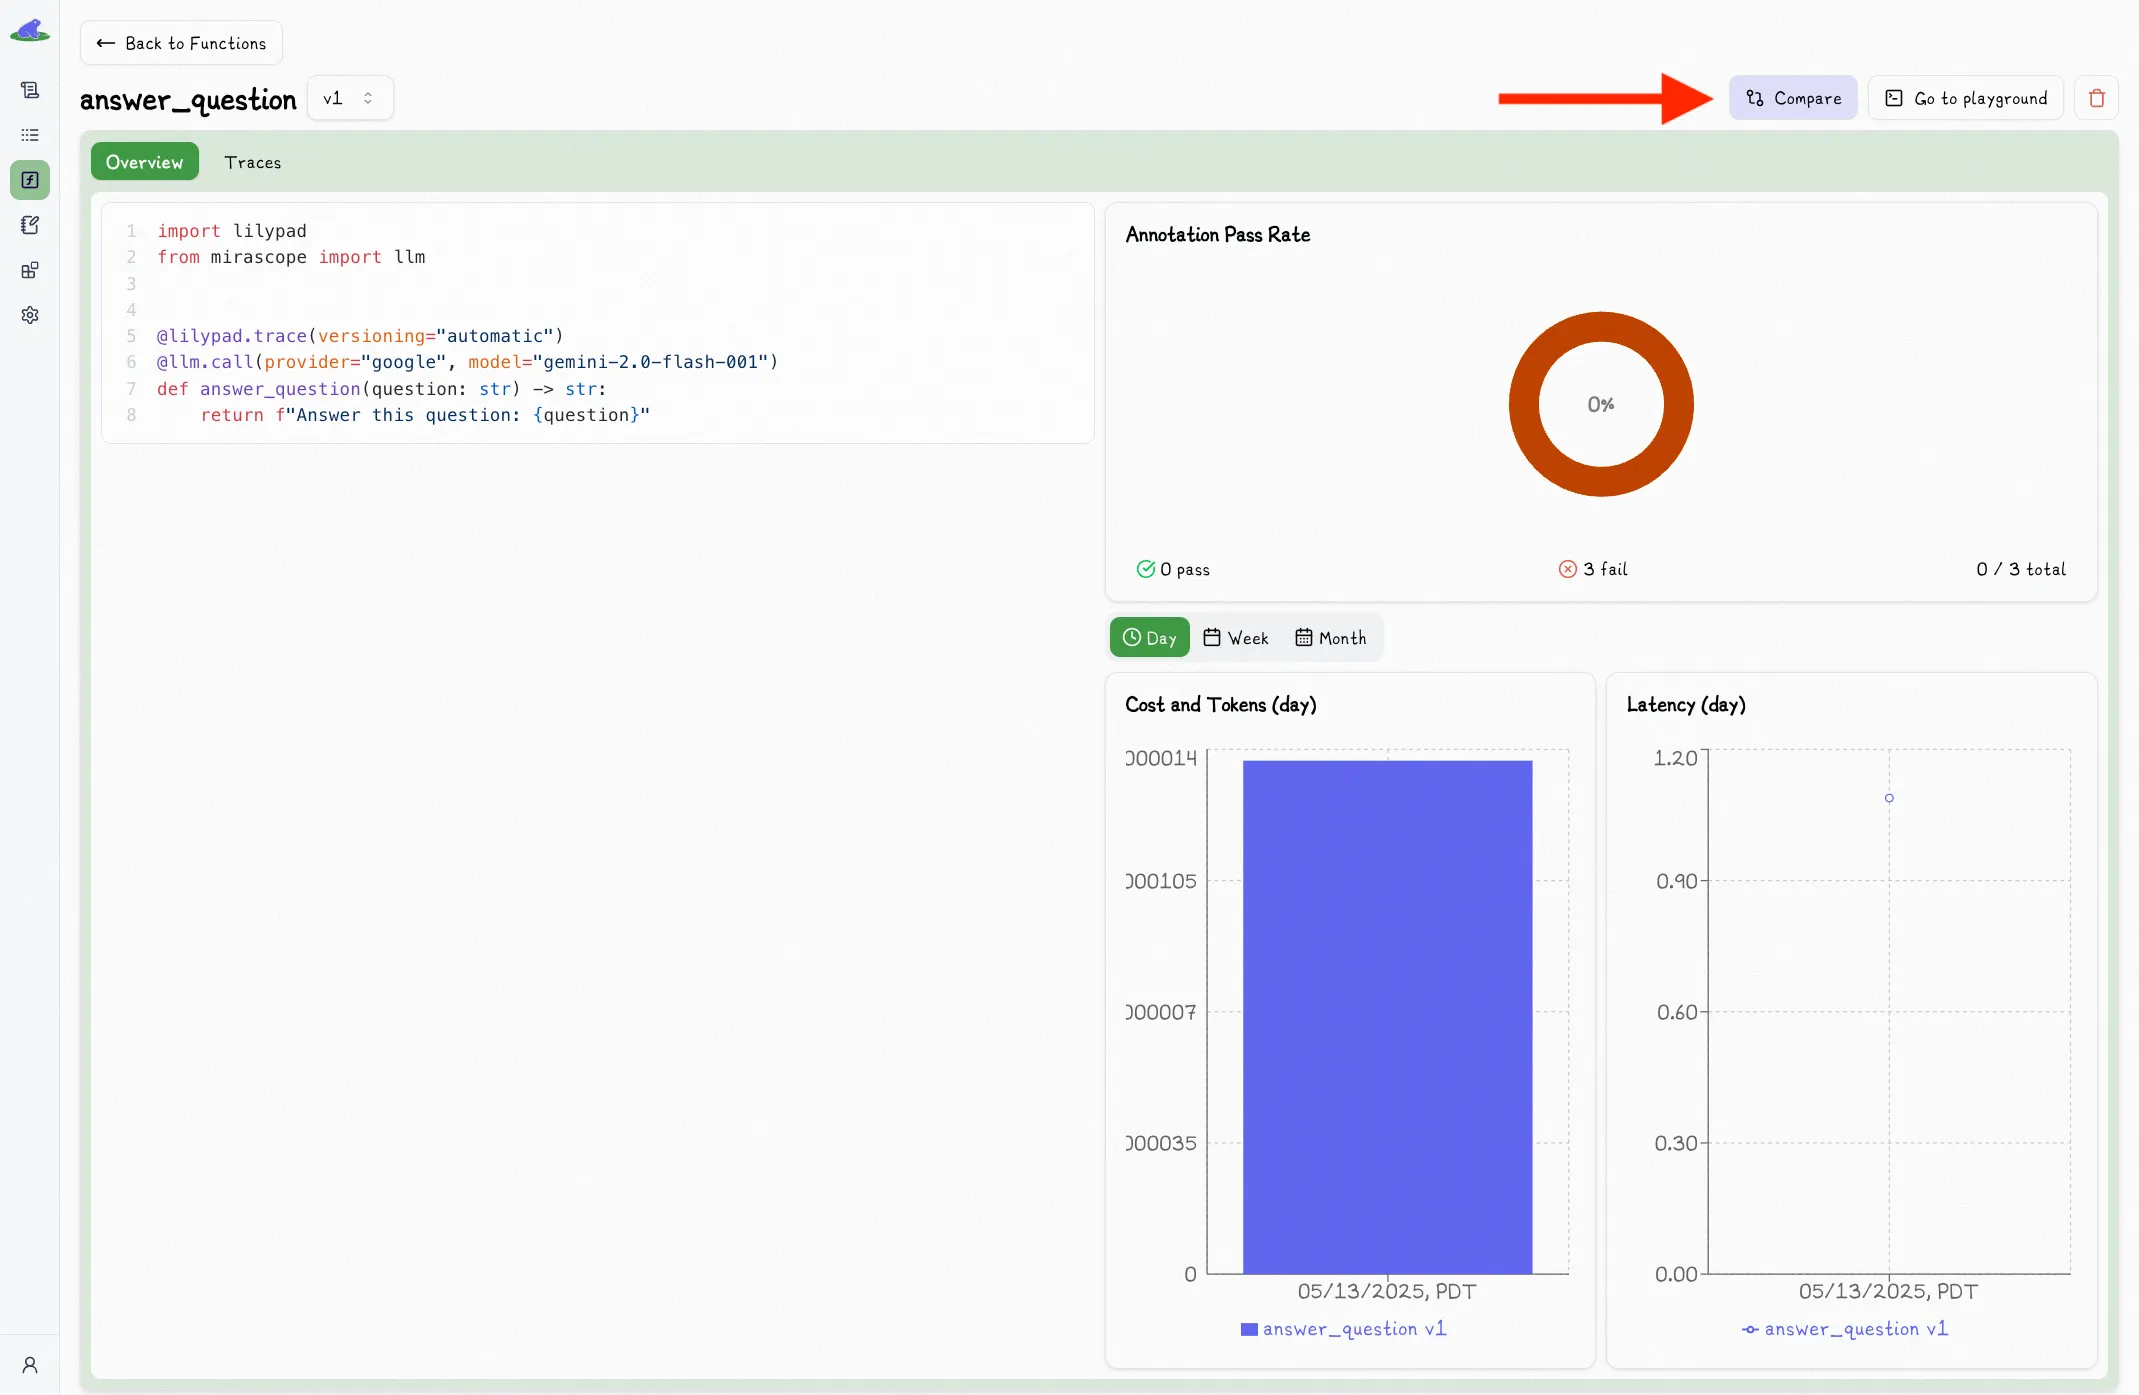 ← Back to Functions
answer_question v1
Compare
Go to playground
Overview
Traces
1 import lilypad
2 from mirascope import llm
3
4
5 @lilypad.trace(versioning="automatic")
6 @llm.call(provider="google", model="gemini-2.0-flash-001")
7 def answer_question(question: str) -> str:
8 return f"Answer this question: {question}"
Annotation Pass Rate
0%
0 pass
3 fail
0 / 3 total
Day
Week
Month
Cost and Tokens (day)
000014
000105
000007
000035
0
05/13/2025, PDT
answer_question v1
Latency (day)
1.20
0.90
0.60
0.30
0.00
05/13/2025, PDT
answer_question v1